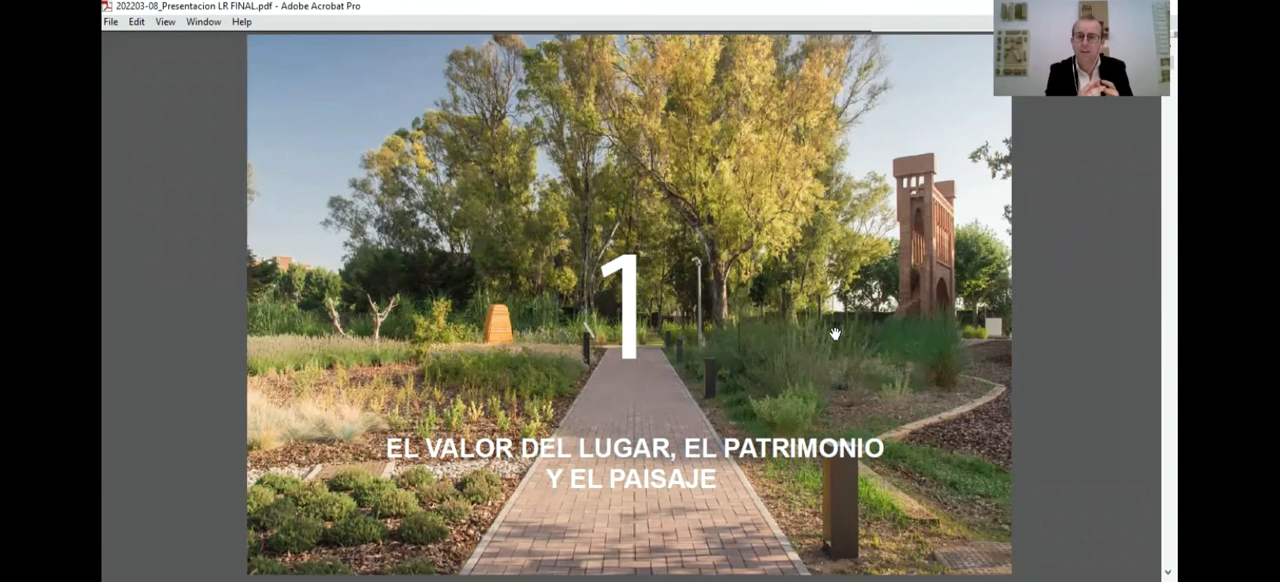 202203-08_Presentacion LR FINAL.pdf - Adobe Acrobat Pro
File Edit View Window Help
1
EL VALOR DEL LUGAR, EL PATRIMONIO
Y EL PAISAJE